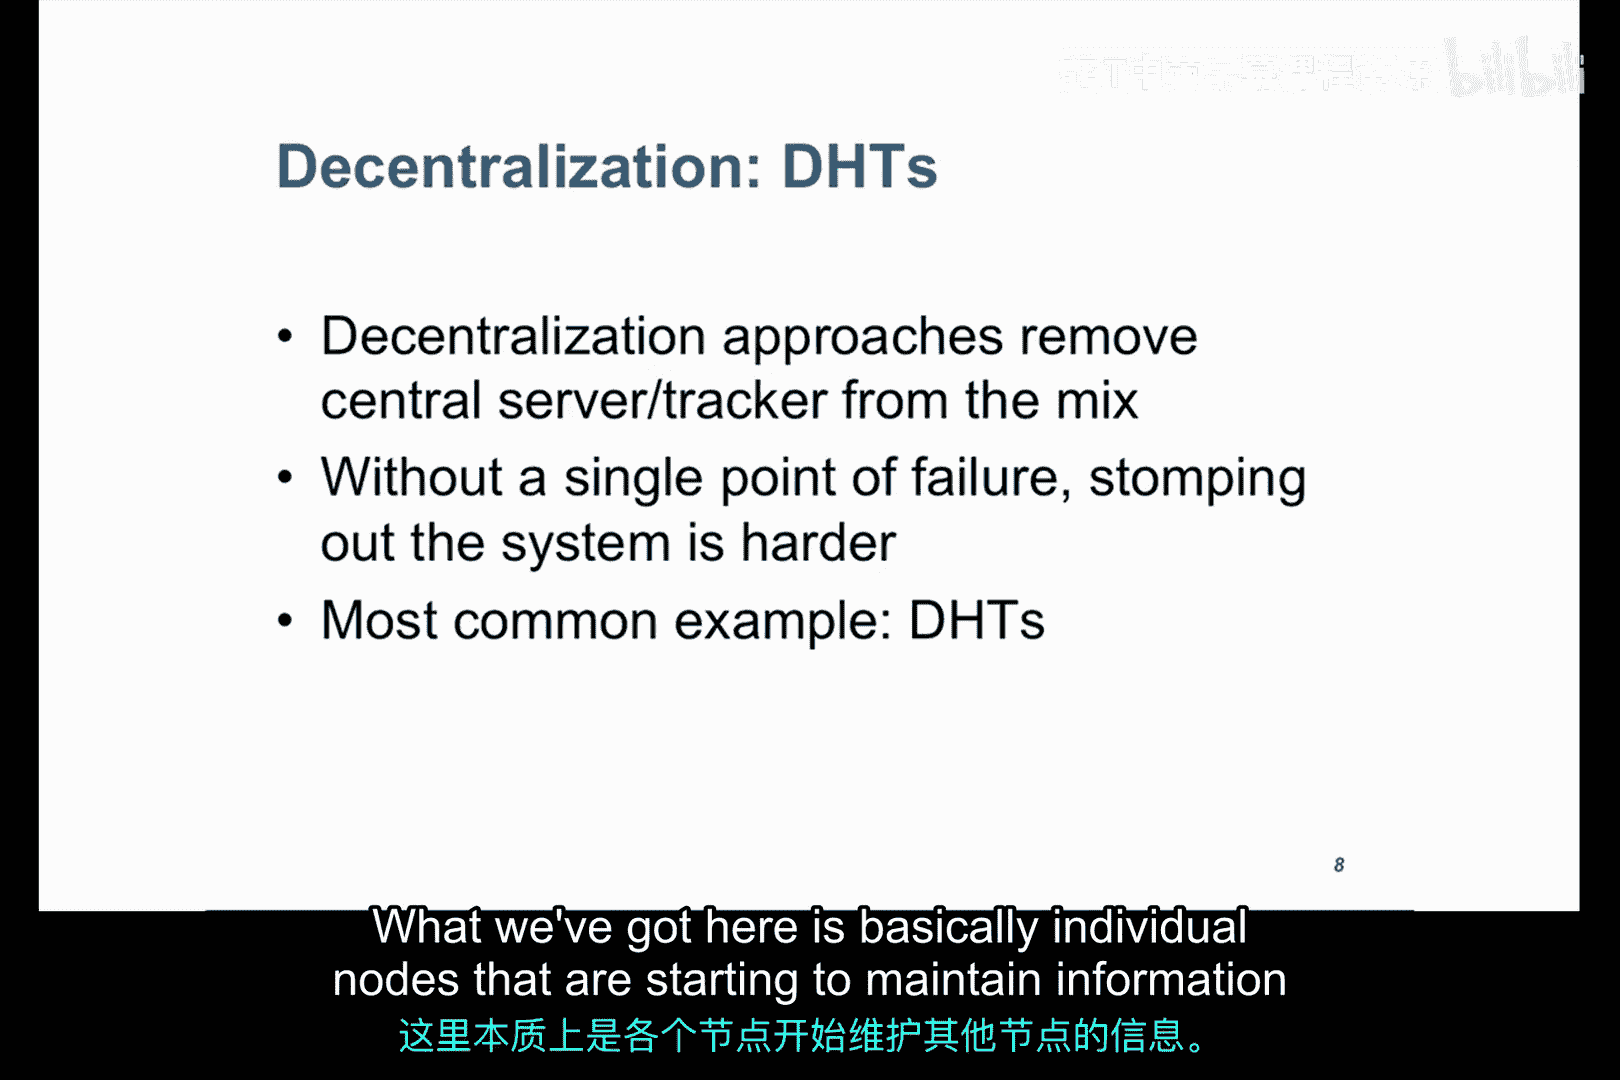 bilibili
Decentralization: DHTs
• Decentralization approaches remove
central server/tracker from the mix
• Without a single point of failure, stomping
out the system is harder
• Most common example: DHTs
8
What we've got here is basically individual
nodes that are starting to maintain information
这里本质上是各个节点开始维护其他节点的信息。